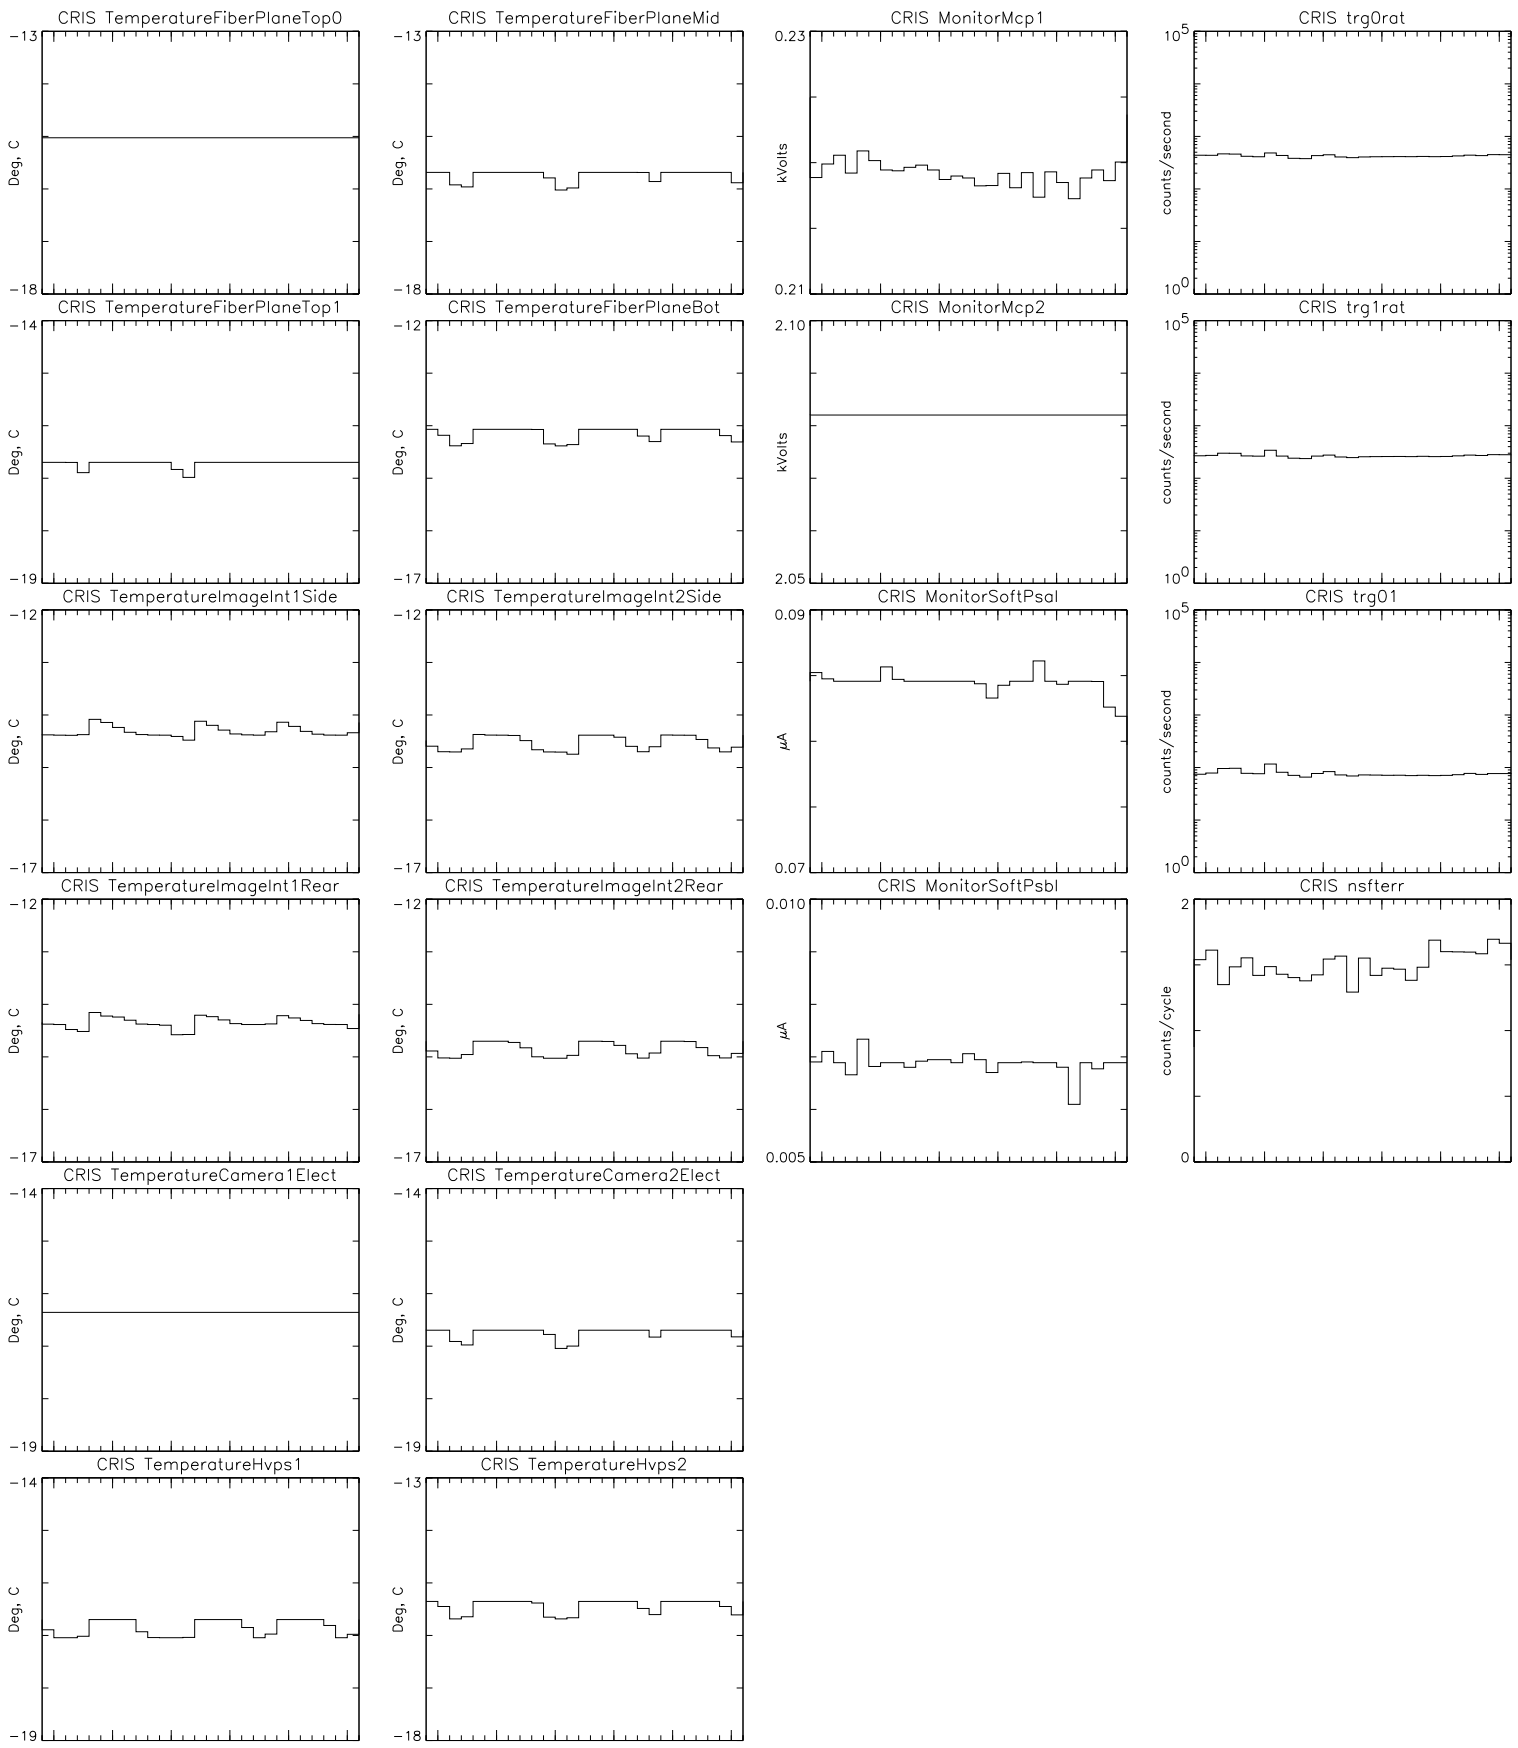 CRIS TemperatureFiberPlaneTop0
-13
Deg, C
-18
CRIS TemperatureFiberPlaneMid
-13
Deg, C
-18
CRIS MonitorMcp1
0.23
kVolts
0.21
CRIS trg0rat
10^5
counts/second
10^0
CRIS TemperatureFiberPlaneTop1
-14
Deg, C
-19
CRIS TemperatureFiberPlaneBot
-12
Deg, C
-17
CRIS MonitorMcp2
2.10
kVolts
2.05
CRIS trg1rat
10^5
counts/second
10^0
CRIS TemperatureImageInt1Side
-12
Deg, C
-17
CRIS TemperatureImageInt2Side
-12
Deg, C
-17
CRIS MonitorSoftPsaI
0.09
μA
0.07
CRIS trg01
10^5
counts/second
10^0
CRIS TemperatureImageInt1Rear
-12
Deg, C
-17
CRIS TemperatureImageInt2Rear
-12
Deg, C
-17
CRIS MonitorSoftPsbI
0.010
μA
0.005
CRIS nsfterr
2
counts/cycle
0
CRIS TemperatureCamera1Elect
-14
Deg, C
-19
CRIS TemperatureCamera2Elect
-14
Deg, C
-19
CRIS TemperatureHvps1
-14
Deg, C
-19
CRIS TemperatureHvps2
-13
Deg, C
-18